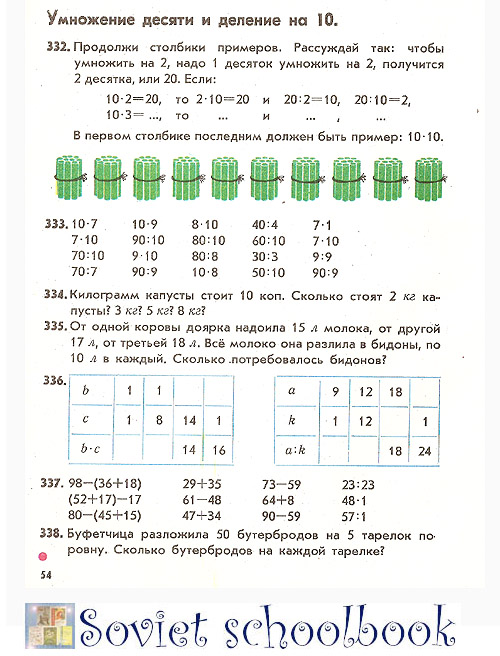 Умножение десяти и деление на 10.
332. Продолжи столбики примеров. Рассуждай так: чтобы
умножить на 2, надо 1 десяток умножить на 2, получится
2 десятка, или 20. Если:
10·2=20, то 2·10=20 и 20:2=10, 20:10=2,
10·3= ..., то ... и ... , ...
В первом столбике последним должен быть пример: 10·10.
333. 10·7 10·9 8·10 40:4 7·1
7·10 90:10 80:10 60:10 7·10
70:10 9·10 80:8 30:3 9:9
70:7 90:9 10·8 50:10 90:9
334. Килограмм капусты стоит 10 коп. Сколько стоят 2 кг ка-
пусты? 3 кг? 5 кг? 8 кг?
335. От одной коровы доярка надоила 15 л молока, от другой
17 л, от третьей 18 л. Всё молоко она разлила в бидоны, по
10 л в каждый. Сколько потребовалось бидонов?
336.
b 1 1
c 1 8 14 1
b·c 14 16
a 9 12 18
k 1 12 1
a:k 18 24
337. 98−(36+18) 29+35 73−59 23:23
(52+17)−17 61−48 64+8 48·1
80−(45+15) 47+34 90−59 57:1
338. Буфетчица разложила 50 бутербродов на 5 тарелок по-
ровну. Сколько бутербродов на каждой тарелке?
54
Soviet schoolbook